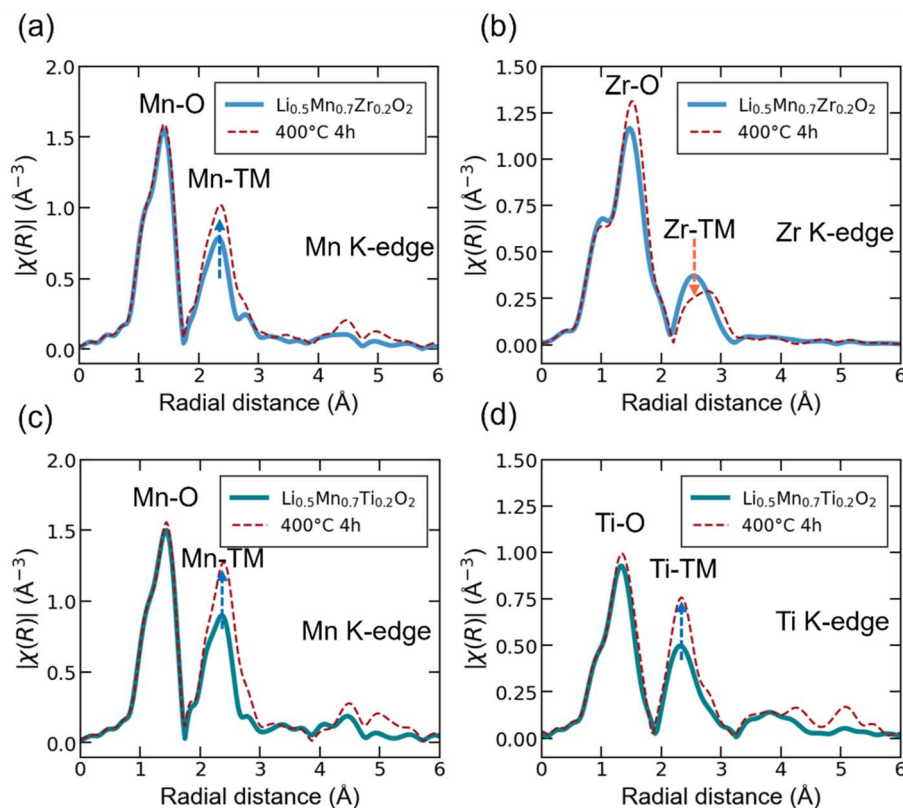 (a)
2.0
1.5
1.0
0.5
0.0
|χ(R)| (Å⁻³)
Mn-O
Mn-TM
Li₀.₅Mn₀.₇Zr₀.₂O₂
400°C 4h
Mn K-edge
0 1 2 3 4 5 6
Radial distance (Å)
(b)
1.50
1.25
1.00
0.75
0.50
0.25
0.00
|χ(R)| (Å⁻³)
Zr-O
Li₀.₅Mn₀.₇Zr₀.₂O₂
400°C 4h
Zr-TM
Zr K-edge
0 1 2 3 4 5 6
Radial distance (Å)
(c)
2.0
1.5
1.0
0.5
0.0
|χ(R)| (Å⁻³)
Mn-O
Li₀.₅Mn₀.₇Ti₀.₂O₂
400°C 4h
Mn-TM
Mn K-edge
0 1 2 3 4 5 6
Radial distance (Å)
(d)
1.50
1.25
1.00
0.75
0.50
0.25
0.00
|χ(R)| (Å⁻³)
Li₀.₅Mn₀.₇Ti₀.₂O₂
400°C 4h
Ti-O
Ti-TM
Ti K-edge
0 1 2 3 4 5 6
Radial distance (Å)